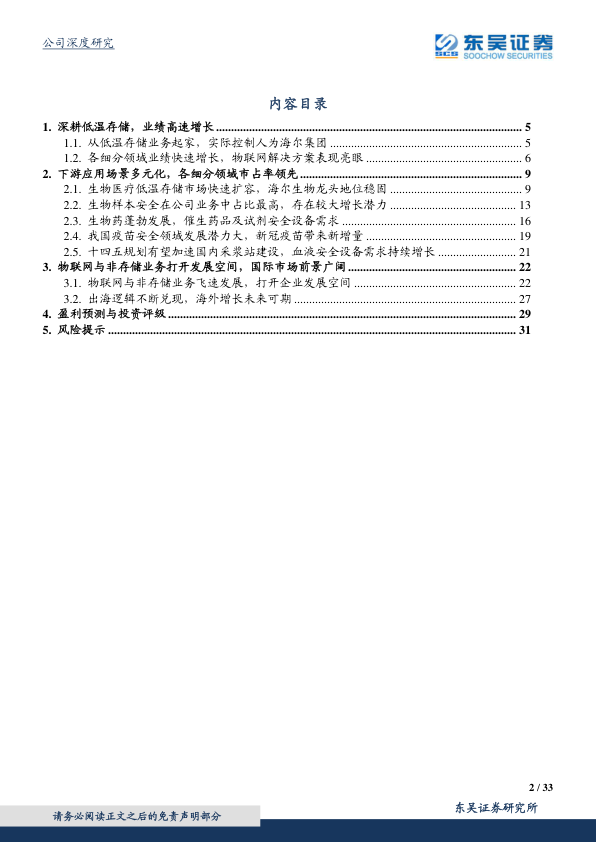 公司深度研究
东吴证券
SCS
SOOCHOW SECURITIES
内容目录
1. 深耕低温存储，业绩高速增长 5
1.1. 从低温存储业务起家，实际控制人为海尔集团 5
1.2. 各细分领域业绩快速增长，物联网解决方案表现亮眼 6
2. 下游应用场景多元化，各细分领域市占率领先 9
2.1. 生物医疗低温存储市场快速扩容，海尔生物龙头地位稳固 9
2.2. 生物样本安全在公司业务中占比最高，存在较大增长潜力 13
2.3. 生物药蓬勃发展，催生药品及试剂安全设备需求 16
2.4. 我国疫苗安全领域发展潜力大，新冠疫苗带来新增量 19
2.5. 十四五规划有望加速国内采浆站建设，血液安全设备需求持续增长 21
3. 物联网与非存储业务打开发展空间，国际市场前景广阔 22
3.1. 物联网与非存储业务飞速发展，打开企业发展空间 22
3.2. 出海逻辑不断兑现，海外增长未来可期 27
4. 盈利预测与投资评级 29
5. 风险提示 31
2 / 33
东吴证券研究所
请务必阅读正文之后的免责声明部分